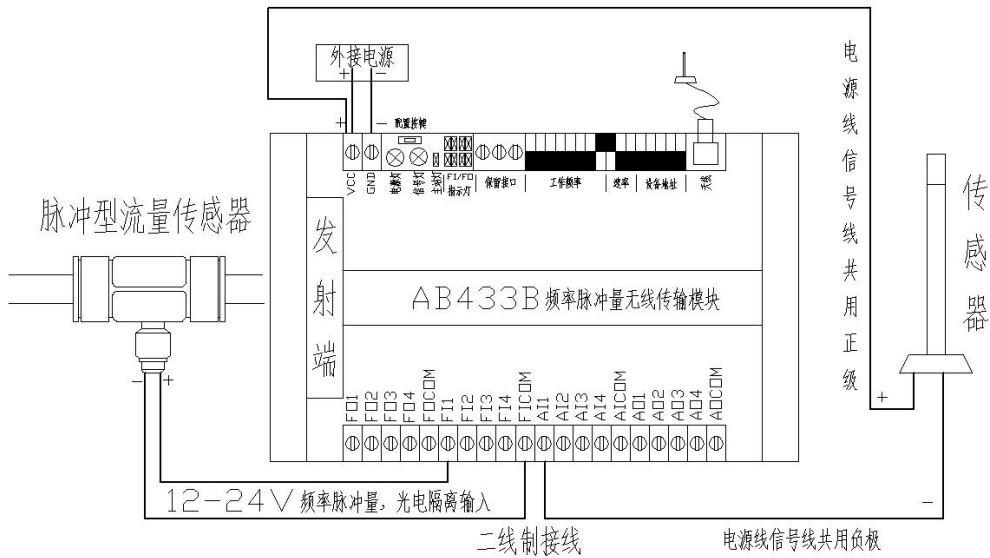 外接电源
+ -
+ - 配置按键
VCC
GND
电源灯
信号灯
主站灯
FI/FO
指示灯
保留接口
工作频率
速率
设备地址
天线
电源线信号线共用正级
脉冲型流量传感器
发射端
AB433B 频率脉冲量无线传输模块
传感器
- +
FO1
FO2
FO3
FO4
FOCOM
FI1
FI2
FI3
FI4
FICOM
AI1
AI2
AI3
AI4
AICOM
AO1
AO2
AO3
AO4
AOCOM
+
-
12-24V 频率脉冲量，光电隔离输入
二线制接线
电源线信号线共用负极